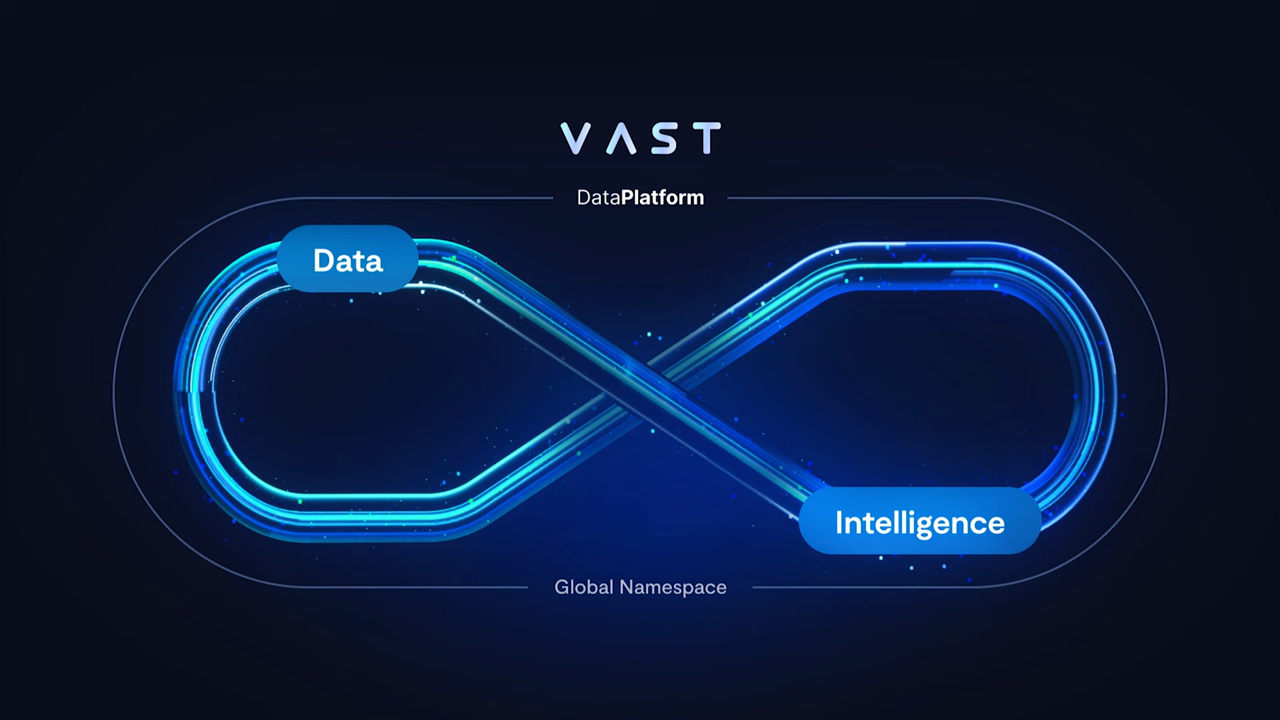 VAST
DataPlatform
Data
Intelligence
Global Namespace